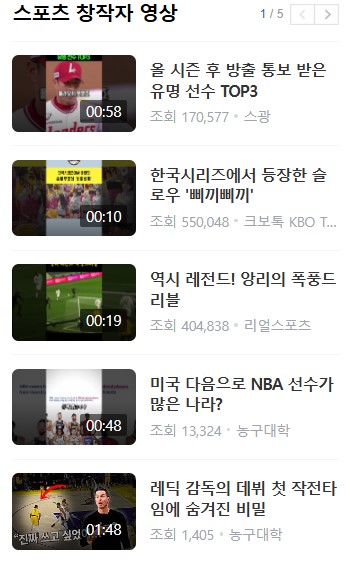 스포츠 창작자 영상
1 / 5
00:58
올 시즌 후 방출 통보 받은
유명 선수 TOP3
조회 170,577 스광
00:10
한국시리즈에서 등장한 슬
로우 '삐끼삐끼'
조회 550,048 크보톡 KBO T...
00:19
역시 레전드! 앙리의 폭풍드
리블
조회 404,838 리얼스포츠
00:48
미국 다음으로 NBA 선수가
많은 나라?
조회 13,324 농구대학
"진짜 쓰고 싶었
01:48
레딕 감독의 데뷔 첫 작전타
임에 숨겨진 비밀
조회 1,405 농구대학